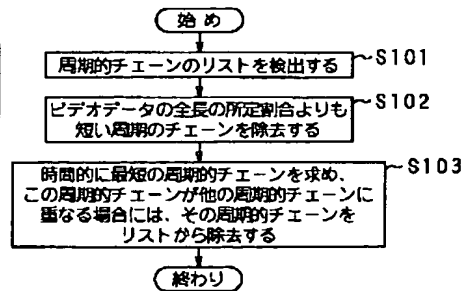 始め
周期的チェーンのリストを検出する
S101
ビデオデータの全長の所定割合よりも
短い周期のチェーンを除去する
S102
時間的に最短の周期的チェーンを求め、
この周期的チェーンが他の周期的チェーンに
重なる場合には、その周期的チェーンを
リストから除去する
S103
終わり